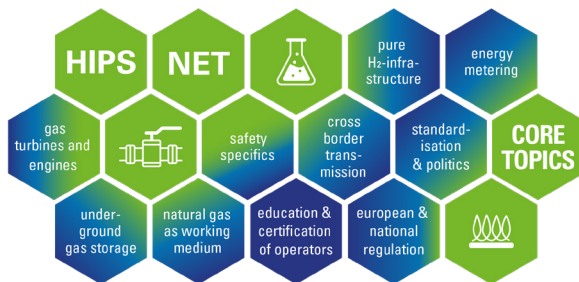 HIPS
NET
pure
H₂-infra-
structure
energy
metering
gas
turbines and
engines
safety
specifics
cross
border
trans-
mission
standard-
isation
& politics
CORE
TOPICS
under-
ground
gas storage
natural gas
as working
medium
education &
certification
of operators
european &
national
regulation